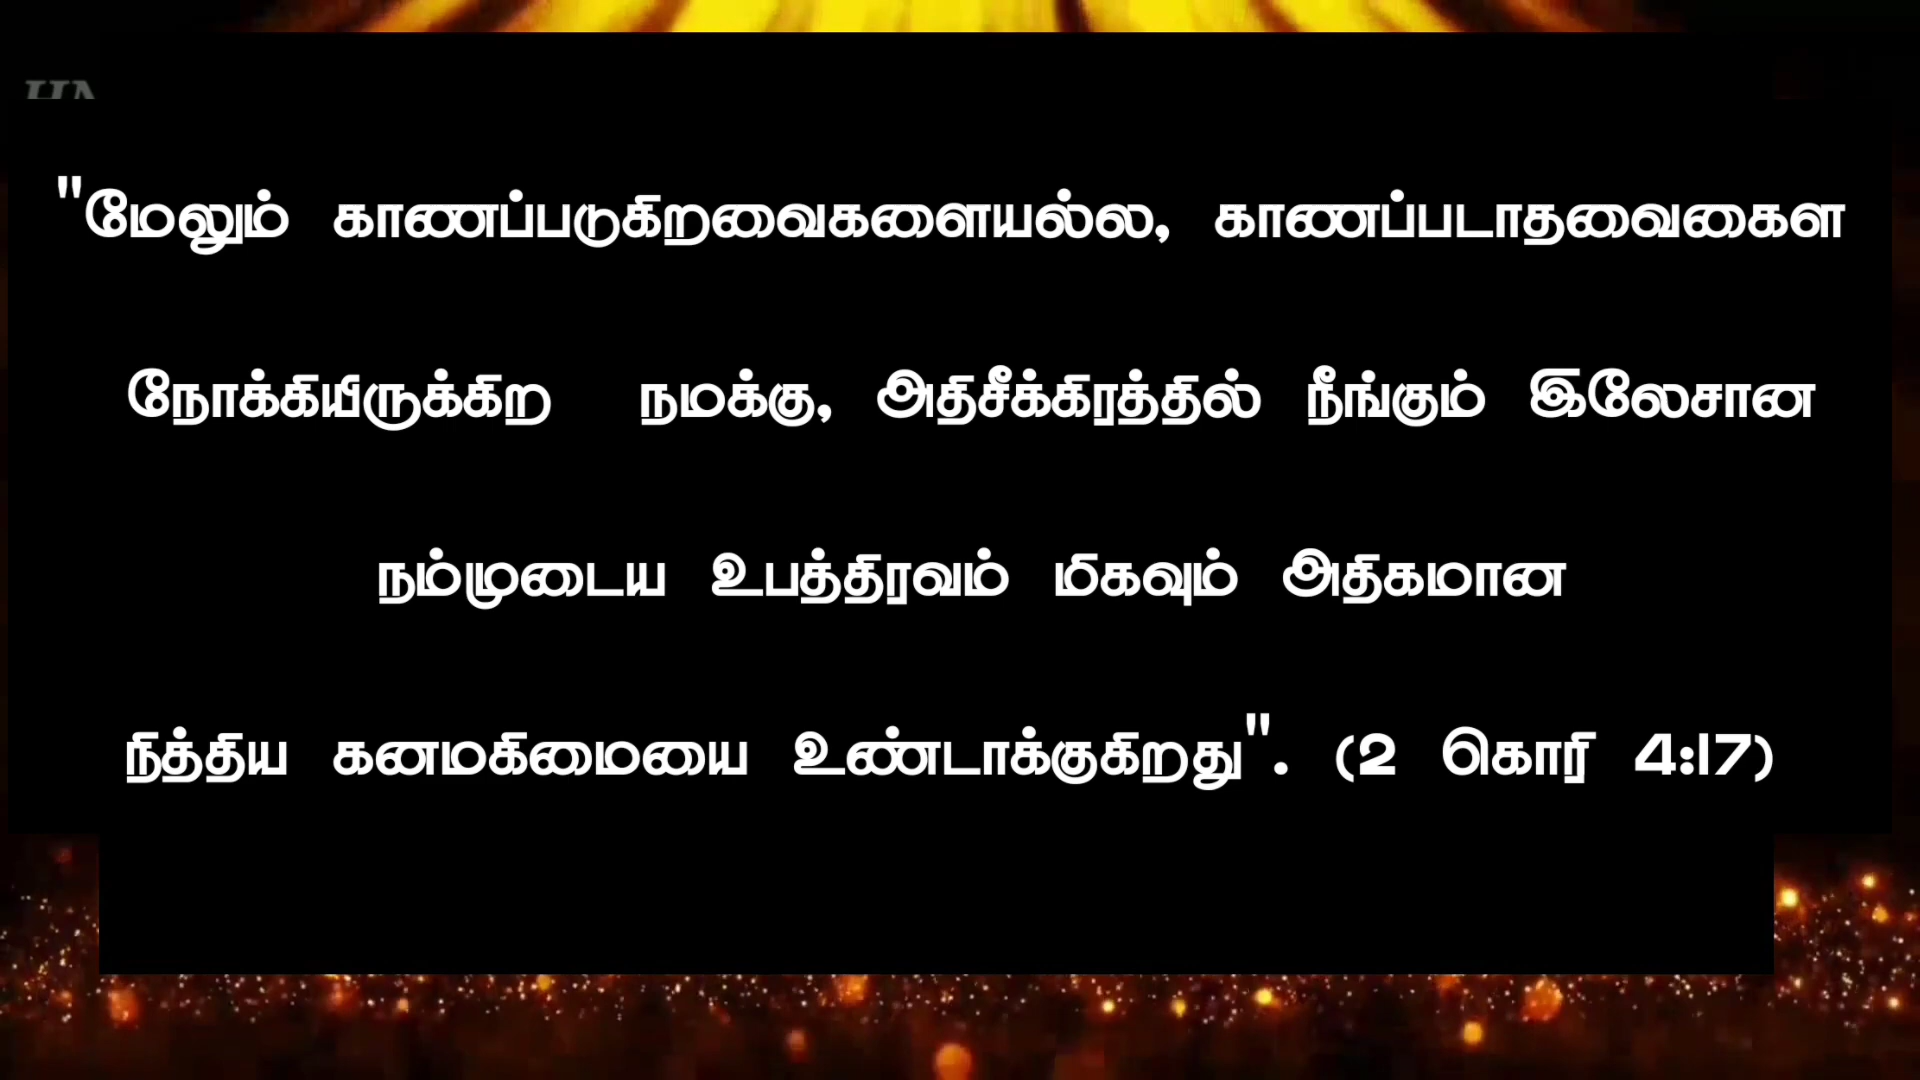 "மேலும் காணப்படுகிறவைகளையல்ல, காணப்படாதவைகளை
நோக்கியிருக்கிற நமக்கு, அதிசீக்கிரத்தில் நீங்கும் இலேசான
நம்முடைய உபத்திரவம் மிகவும் அதிகமான
நித்திய கனமகிமையை உண்டாக்குகிறது". (2 கொரி 4:17)